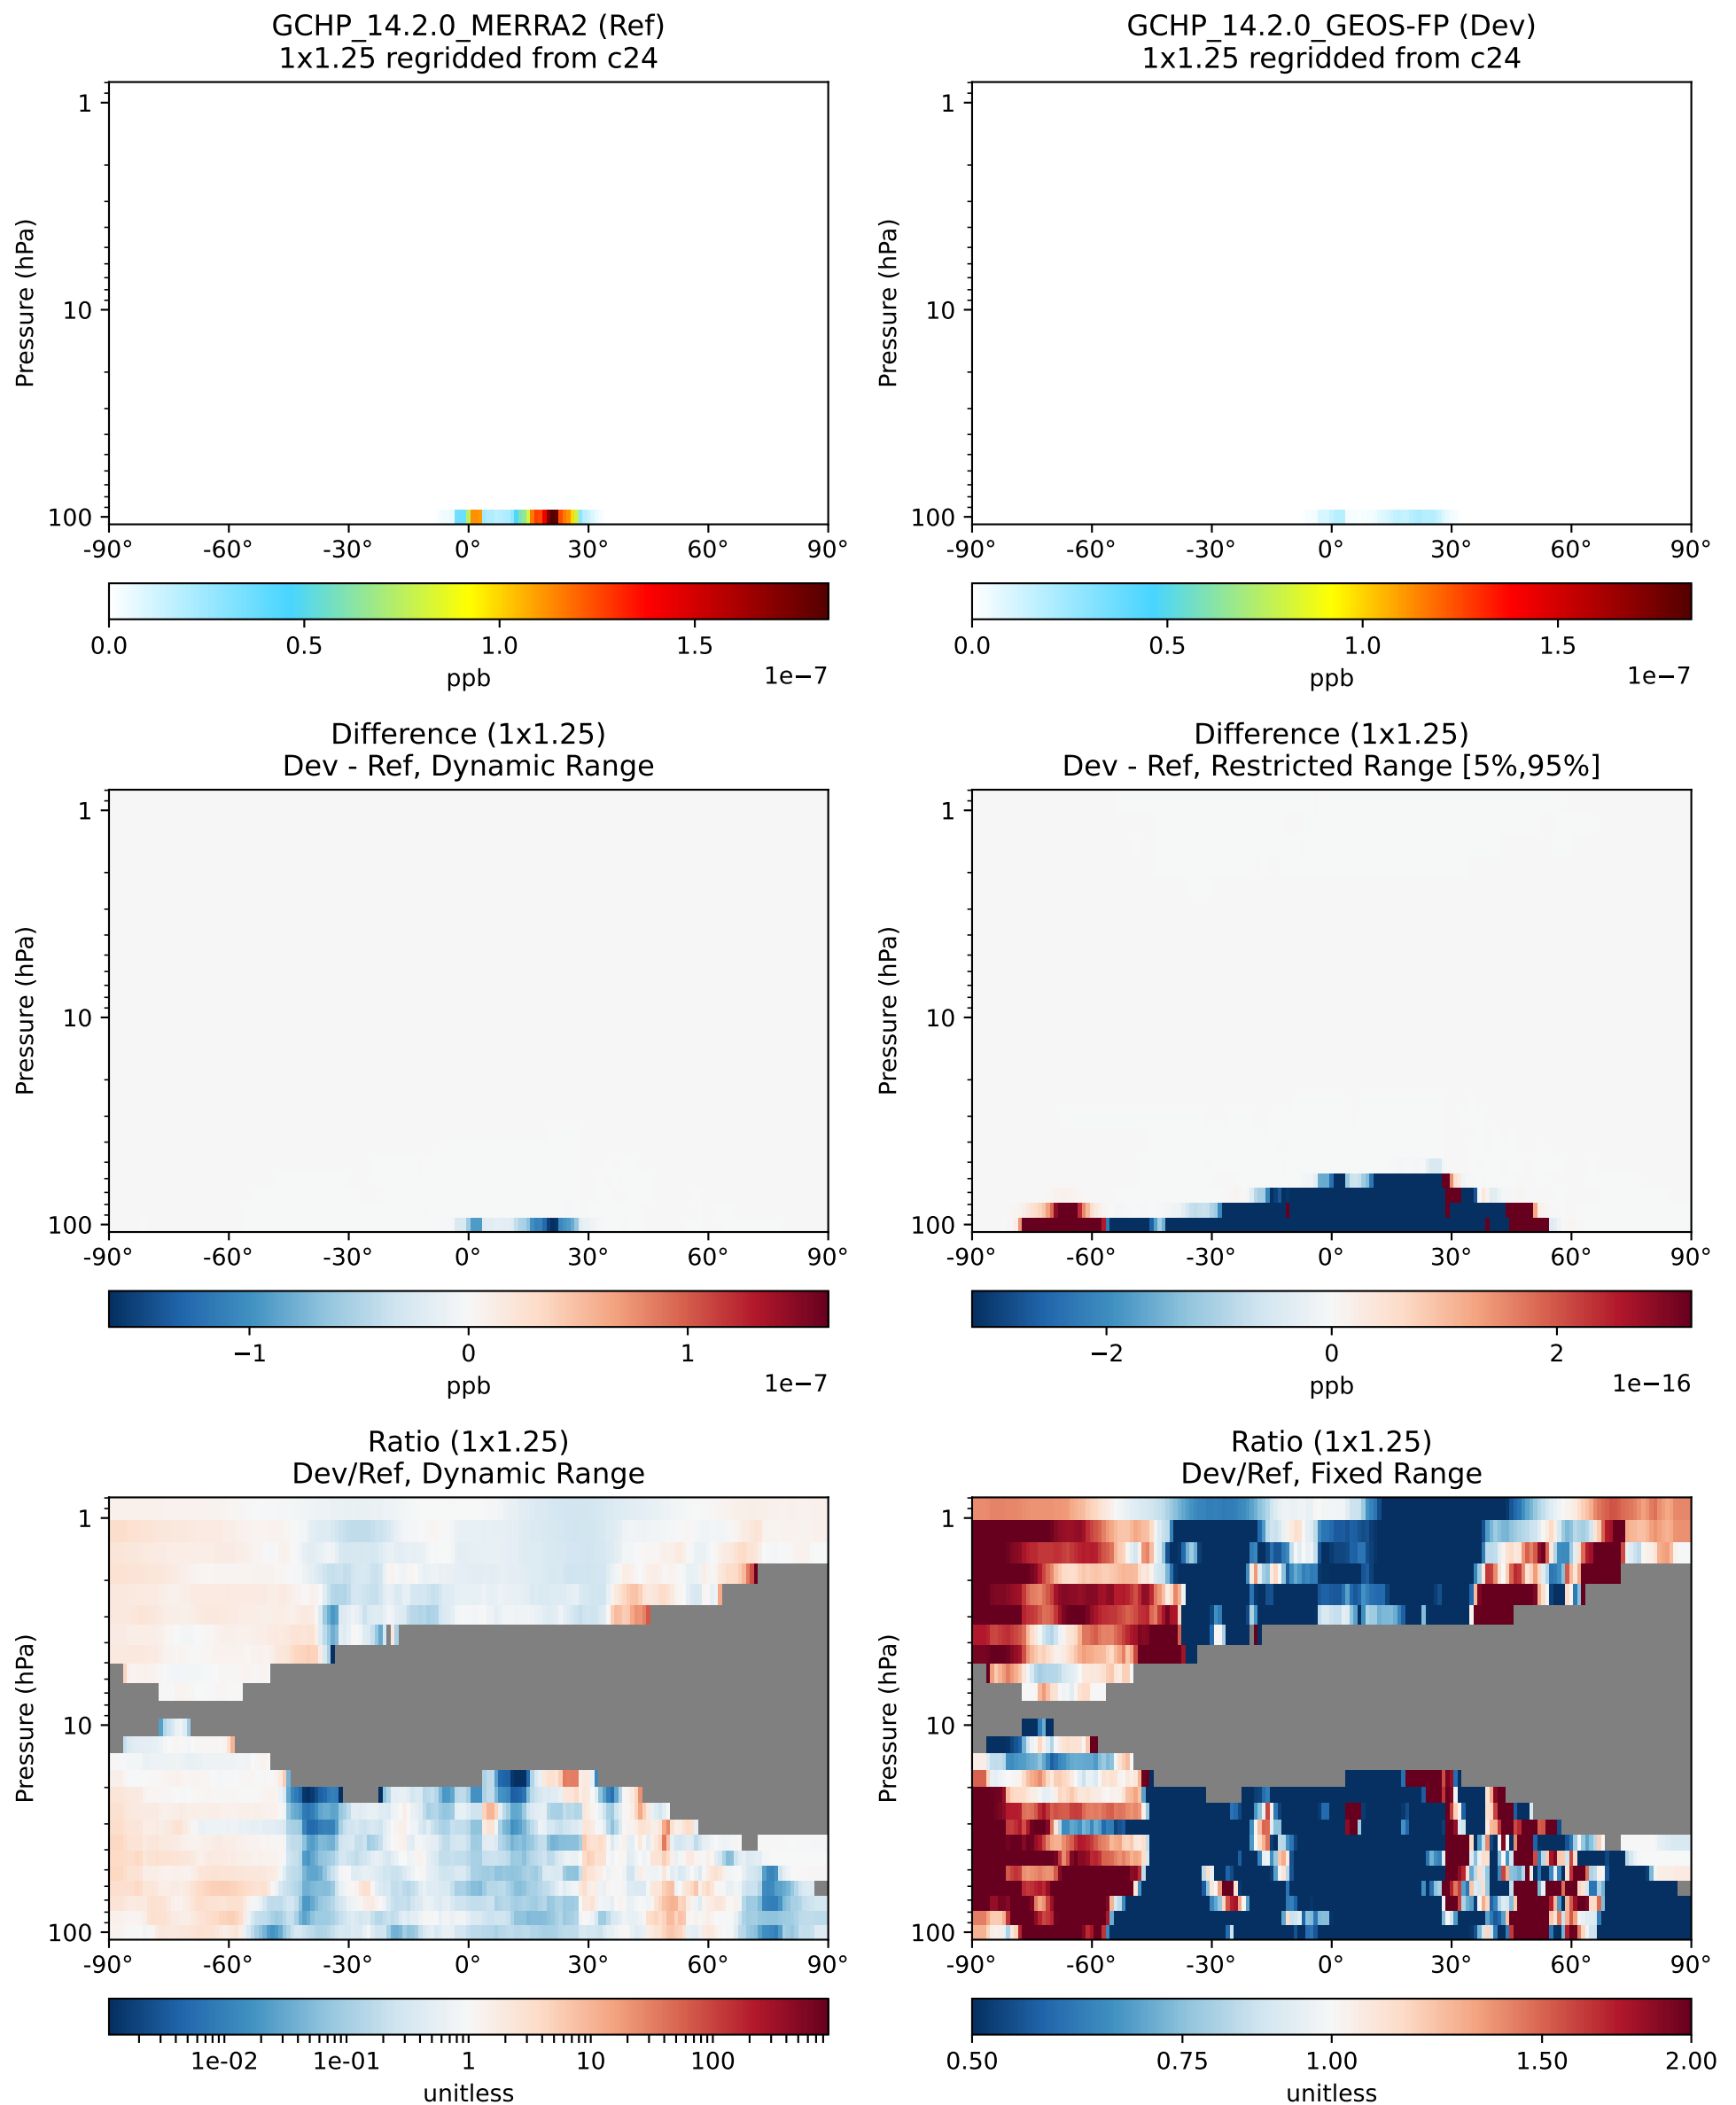 GCHP_14.2.0_MERRA2 (Ref)
1x1.25 regridded from c24
Pressure (hPa)
1
10
100
-90° -60° -30° 0° 30° 60° 90°
0.0 0.5 1.0 1.5
1e−7
ppb
GCHP_14.2.0_GEOS-FP (Dev)
1x1.25 regridded from c24
Pressure (hPa)
1
10
100
-90° -60° -30° 0° 30° 60° 90°
0.0 0.5 1.0 1.5
1e−7
ppb
Difference (1x1.25)
Dev - Ref, Dynamic Range
Pressure (hPa)
1
10
100
-90° -60° -30° 0° 30° 60° 90°
−1 0 1
1e−7
ppb
Difference (1x1.25)
Dev - Ref, Restricted Range [5%,95%]
Pressure (hPa)
1
10
100
-90° -60° -30° 0° 30° 60° 90°
−2 0 2
1e−16
ppb
Ratio (1x1.25)
Dev/Ref, Dynamic Range
Pressure (hPa)
1
10
100
-90° -60° -30° 0° 30° 60° 90°
1e-02 1e-01 1 10 100
unitless
Ratio (1x1.25)
Dev/Ref, Fixed Range
Pressure (hPa)
1
10
100
-90° -60° -30° 0° 30° 60° 90°
0.50 0.75 1.00 1.50 2.00
unitless